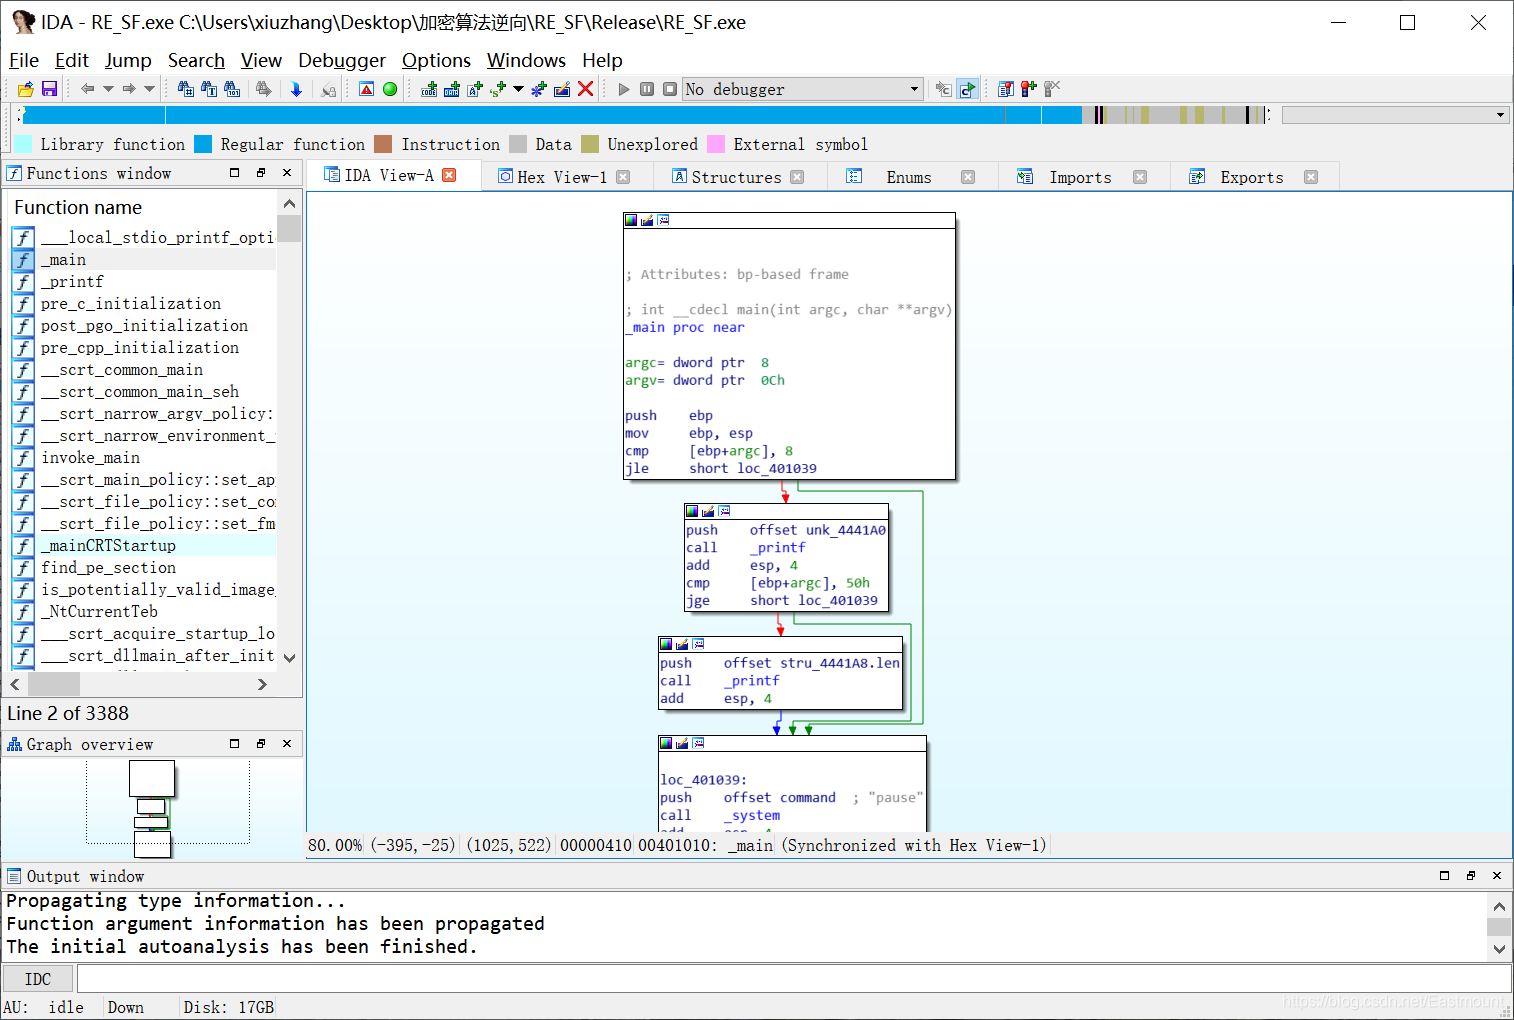 IDA - RE_SF.exe C:\Users\xiuzhang\Desktop\加密算法逆向\RE_SF\Release\RE_SF.exe
File Edit Jump Search View Debugger Options Windows Help
No debugger
Library function Regular function Instruction Data Unexplored External symbol
Functions window
IDA View-A Hex View-1 Structures Enums Imports Exports
Function name
___local_stdio_printf_opti
_main
_printf
pre_c_initialization
post_pgo_initialization
pre_cpp_initialization
__scrt_common_main
__scrt_common_main_seh
__scrt_narrow_argv_policy:
__scrt_narrow_environment_
invoke_main
__scrt_main_policy::set_ap
__scrt_file_policy::set_co
__scrt_file_policy::set_fm
_mainCRTStartup
find_pe_section
is_potentially_valid_image_
_NtCurrentTeb
___scrt_acquire_startup_lo
___scrt_dllmain_after_init
Line 2 of 3388
Graph overview
; Attributes: bp-based frame
; int __cdecl main(int argc, char **argv)
_main proc near
argc= dword ptr 8
argv= dword ptr 0Ch
push ebp
mov ebp, esp
cmp [ebp+argc], 8
jle short loc_401039
push offset unk_4441A0
call _printf
add esp, 4
cmp [ebp+argc], 50h
jge short loc_401039
push offset stru_4441A8.len
call _printf
add esp, 4
loc_401039:
push offset command ; "pause"
call _system
add esp, 4
80.00% (-395,-25) (1025,522) 00000410 00401010: _main (Synchronized with Hex View-1)
Output window
Propagating type information...
Function argument information has been propagated
The initial autoanalysis has been finished.
IDC
AU: idle Down Disk: 17GB
https://blog.csdn.net/Eastmount